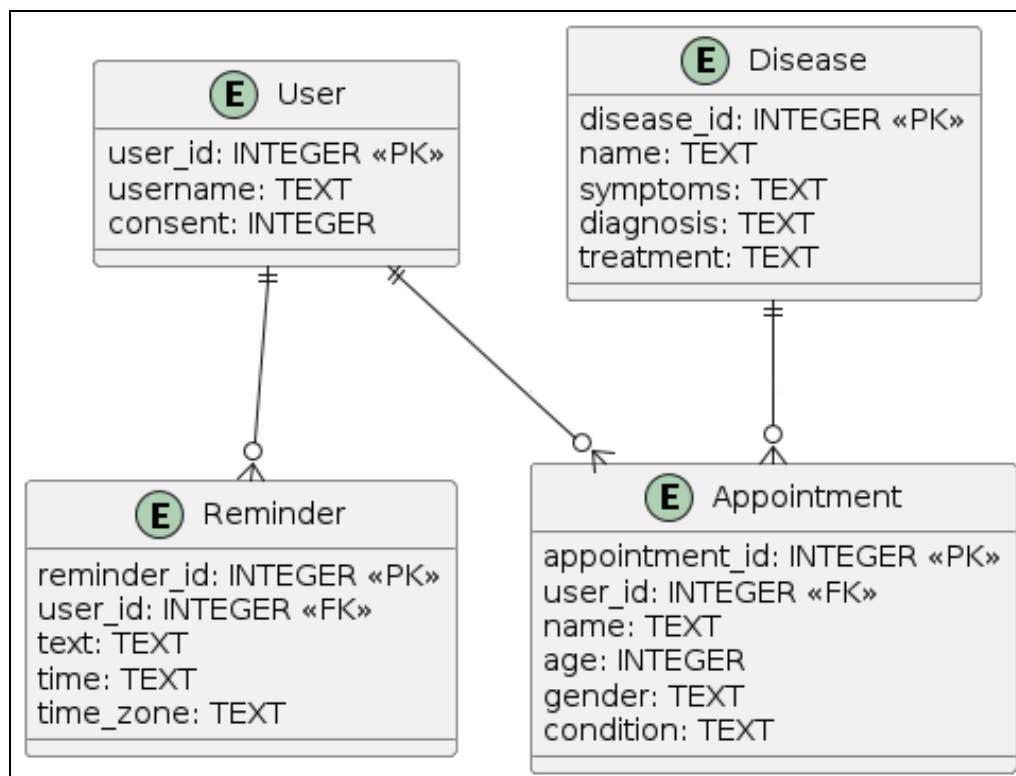 E User
user_id: INTEGER «PK»
username: TEXT
consent: INTEGER
E Disease
disease_id: INTEGER «PK»
name: TEXT
symptoms: TEXT
diagnosis: TEXT
treatment: TEXT
E Reminder
reminder_id: INTEGER «PK»
user_id: INTEGER «FK»
text: TEXT
time: TEXT
time_zone: TEXT
E Appointment
appointment_id: INTEGER «PK»
user_id: INTEGER «FK»
name: TEXT
age: INTEGER
gender: TEXT
condition: TEXT